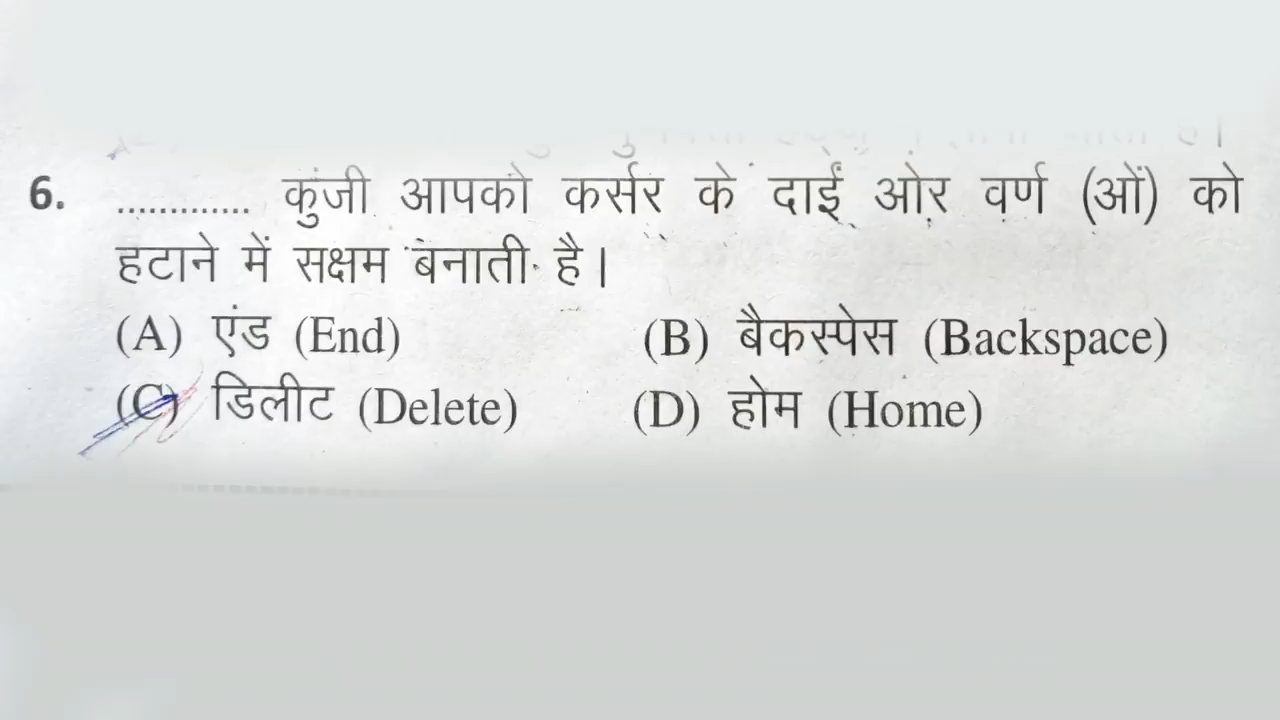 6. ............. कुंजी आपको कर्सर के दाईं ओर वर्ण (ओं) को
हटाने में सक्षम बनाती है।
(A) एंड (End) (B) बैकस्पेस (Backspace)
(C) डिलीट (Delete) (D) होम (Home)